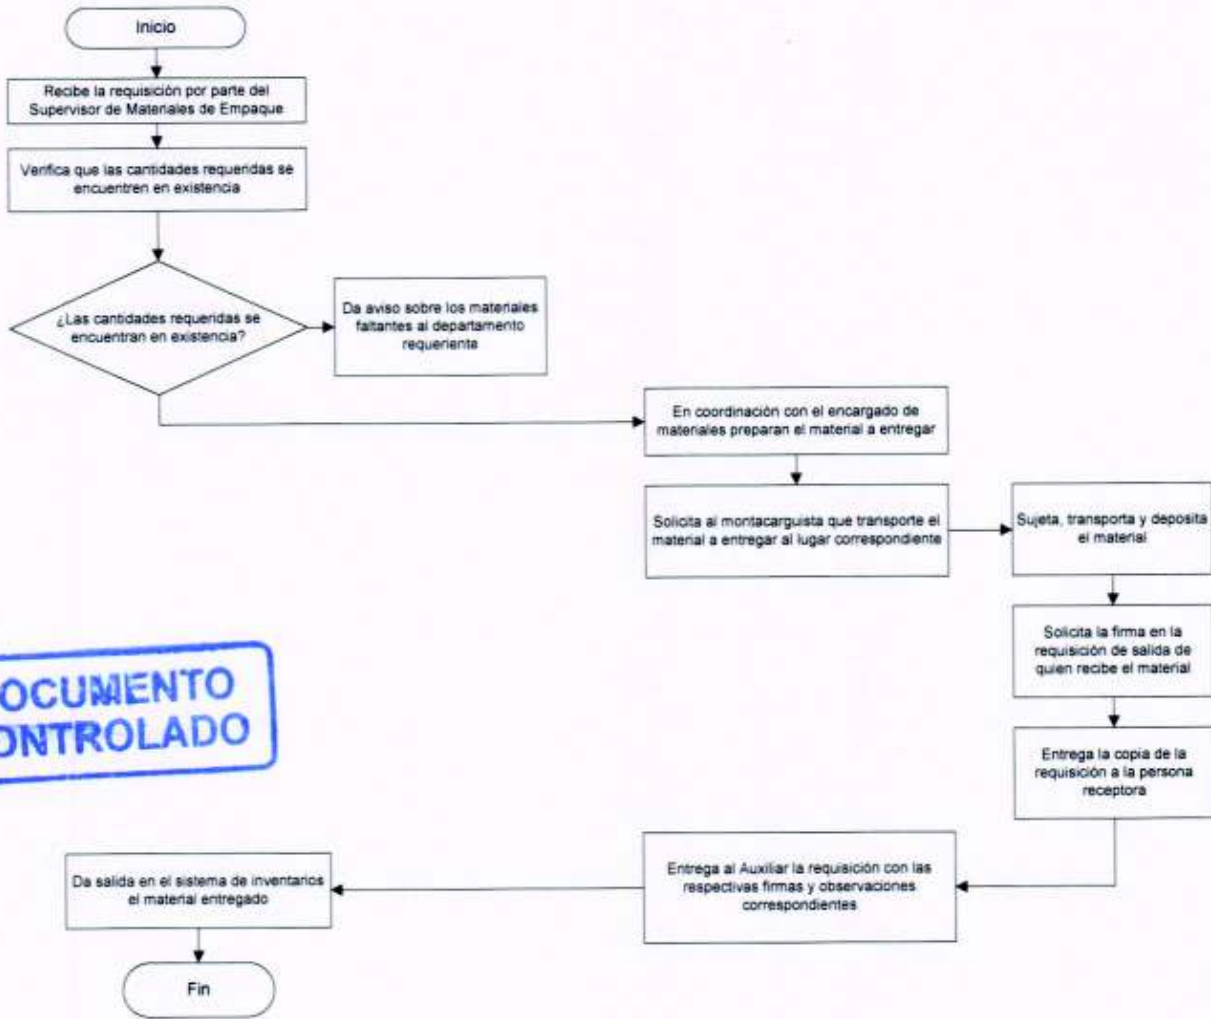 Inicio
Recibe la requisición por parte del
Supervisor de Materiales de Empaque
Verifica que las cantidades requeridas se
encuentren en existencia
¿Las cantidades requeridas se
encuentran en existencia?
Da aviso sobre los materiales
faltantes al departamento
requeriente
En coordinación con el encargado de
materiales preparan el material a entregar
Solicita al montacarguista que transporte el
material a entregar al lugar correspondiente
Sujeta, transporta y deposita
el material
Solicita la firma en la
requisición de salida de
quien recibe el material
Entrega la copia de la
requisición a la persona
receptora
Entrega al Auxiliar la requisición con las
respectivas firmas y observaciones
correspondientes
Da salida en el sistema de inventarios
el material entregado
Fin
OCUMENTO
ONTROLADO